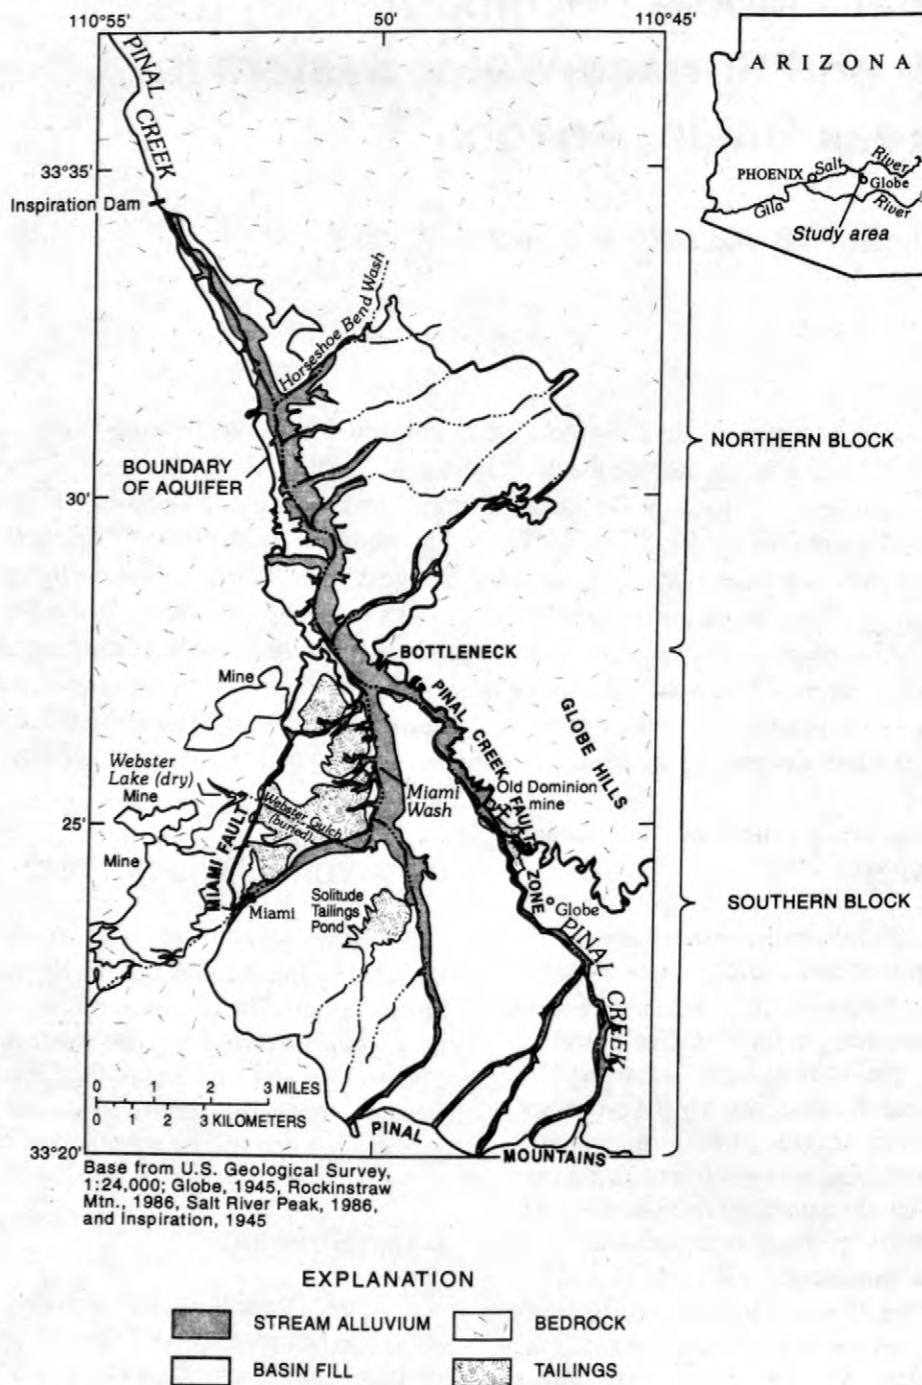 110°55'
50'
110°45'
PINAL
CREEK
33°35'
Inspiration Dam
ARIZONA
PHOENIX
Salt
River
Globe
Gila
River
Study area
Horseshoe Bend Wash
NORTHERN BLOCK
BOUNDARY
OF AQUIFER
30'
BOTTLENECK
Mine
PINAL
CREEK
FAULT
ZONE
GLOBE
HILLS
Webster
Lake (dry)
Mine
Old Dominion
mine
Miami
Wash
Webster Gulch
(buried)
25'
MIAMI FAULT
Mine
Solitude
Tailings
Pond
Miami
Globe
SOUTHERN BLOCK
PINAL
CREEK
0 1 2 3 MILES
0 1 2 3 KILOMETERS
PINAL
MOUNTAINS
33°20'
Base from U.S. Geological Survey,
1:24,000; Globe, 1945, Rockinstraw
Mtn., 1986, Salt River Peak, 1986,
and Inspiration, 1945
EXPLANATION
STREAM ALLUVIUM
BEDROCK
BASIN FILL
TAILINGS